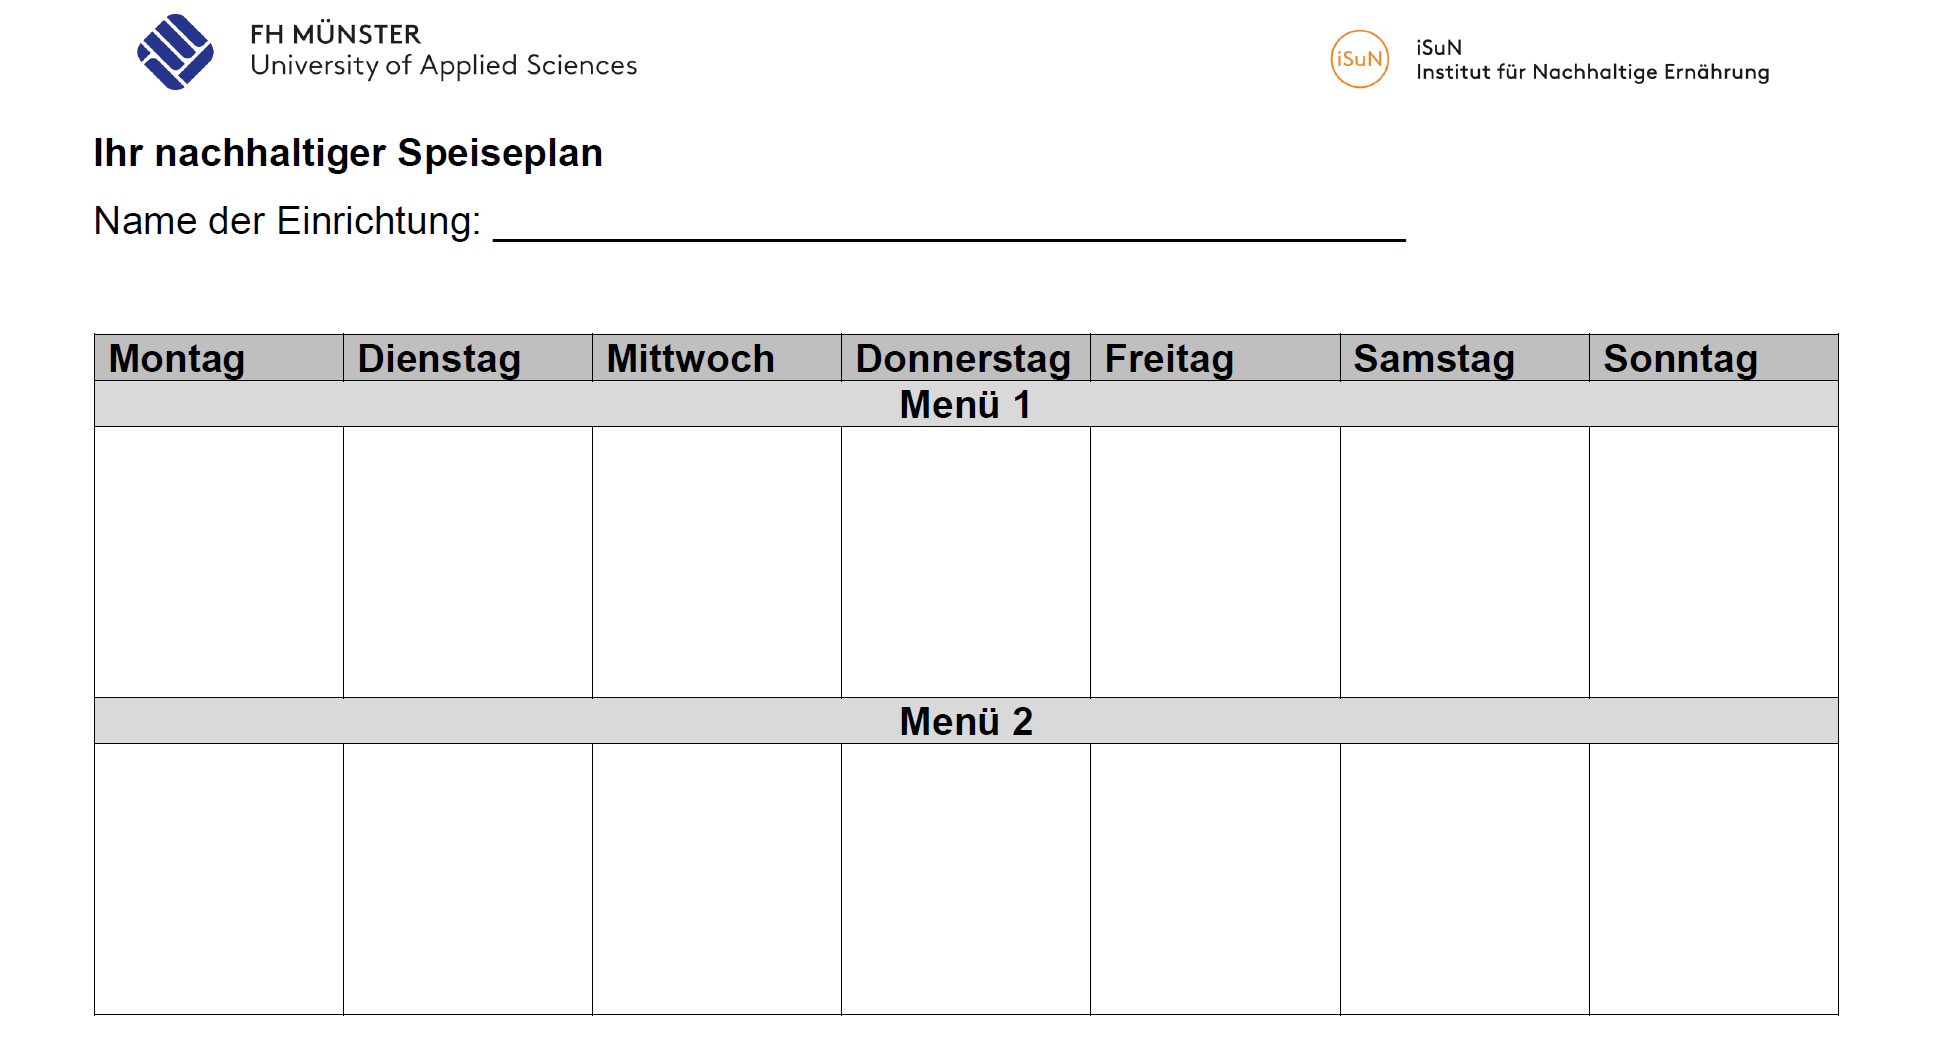 FH MÜNSTER
University of Applied Sciences
iSuN
iSuN
Institut für Nachhaltige Ernährung
Ihr nachhaltiger Speiseplan
Name der Einrichtung: ___________________________________________
Montag Dienstag Mittwoch Donnerstag Freitag Samstag Sonntag
Menü 1
Menü 2